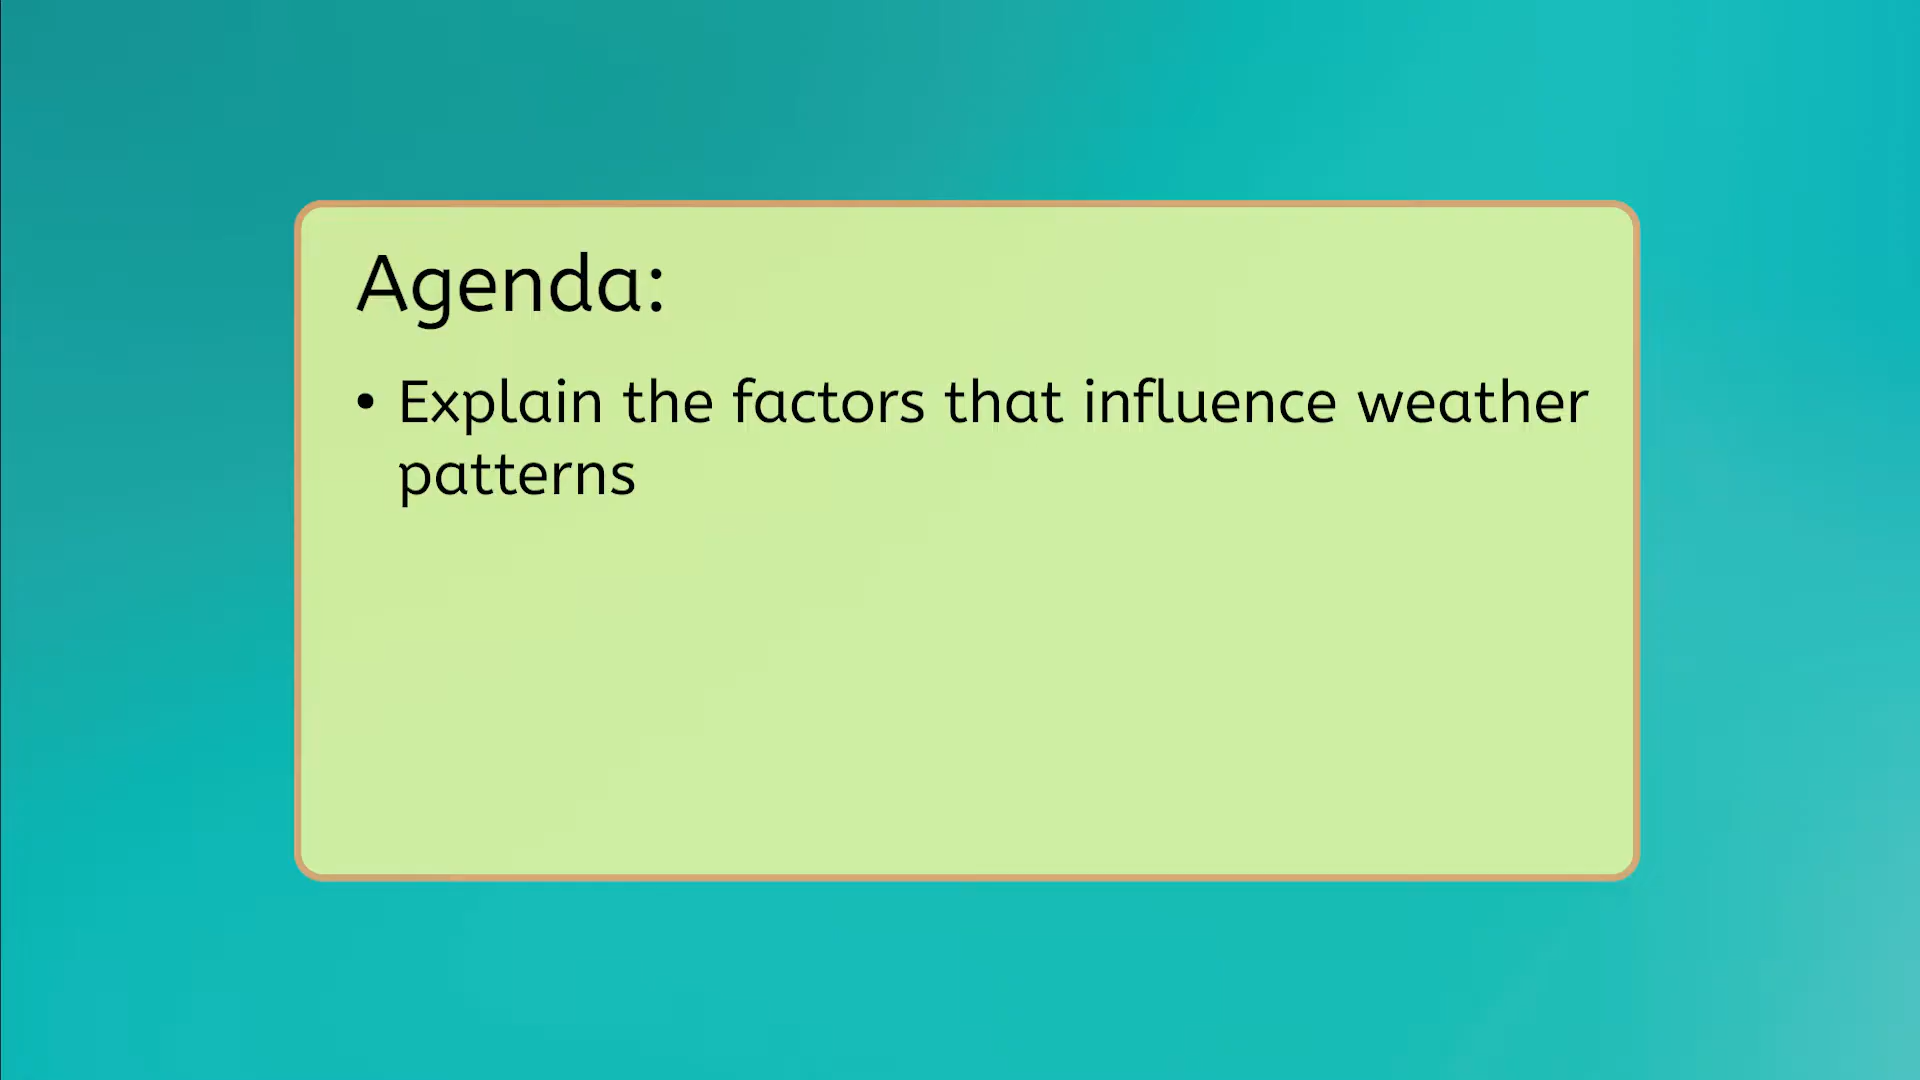 Agenda:
• Explain the factors that influence weather
patterns